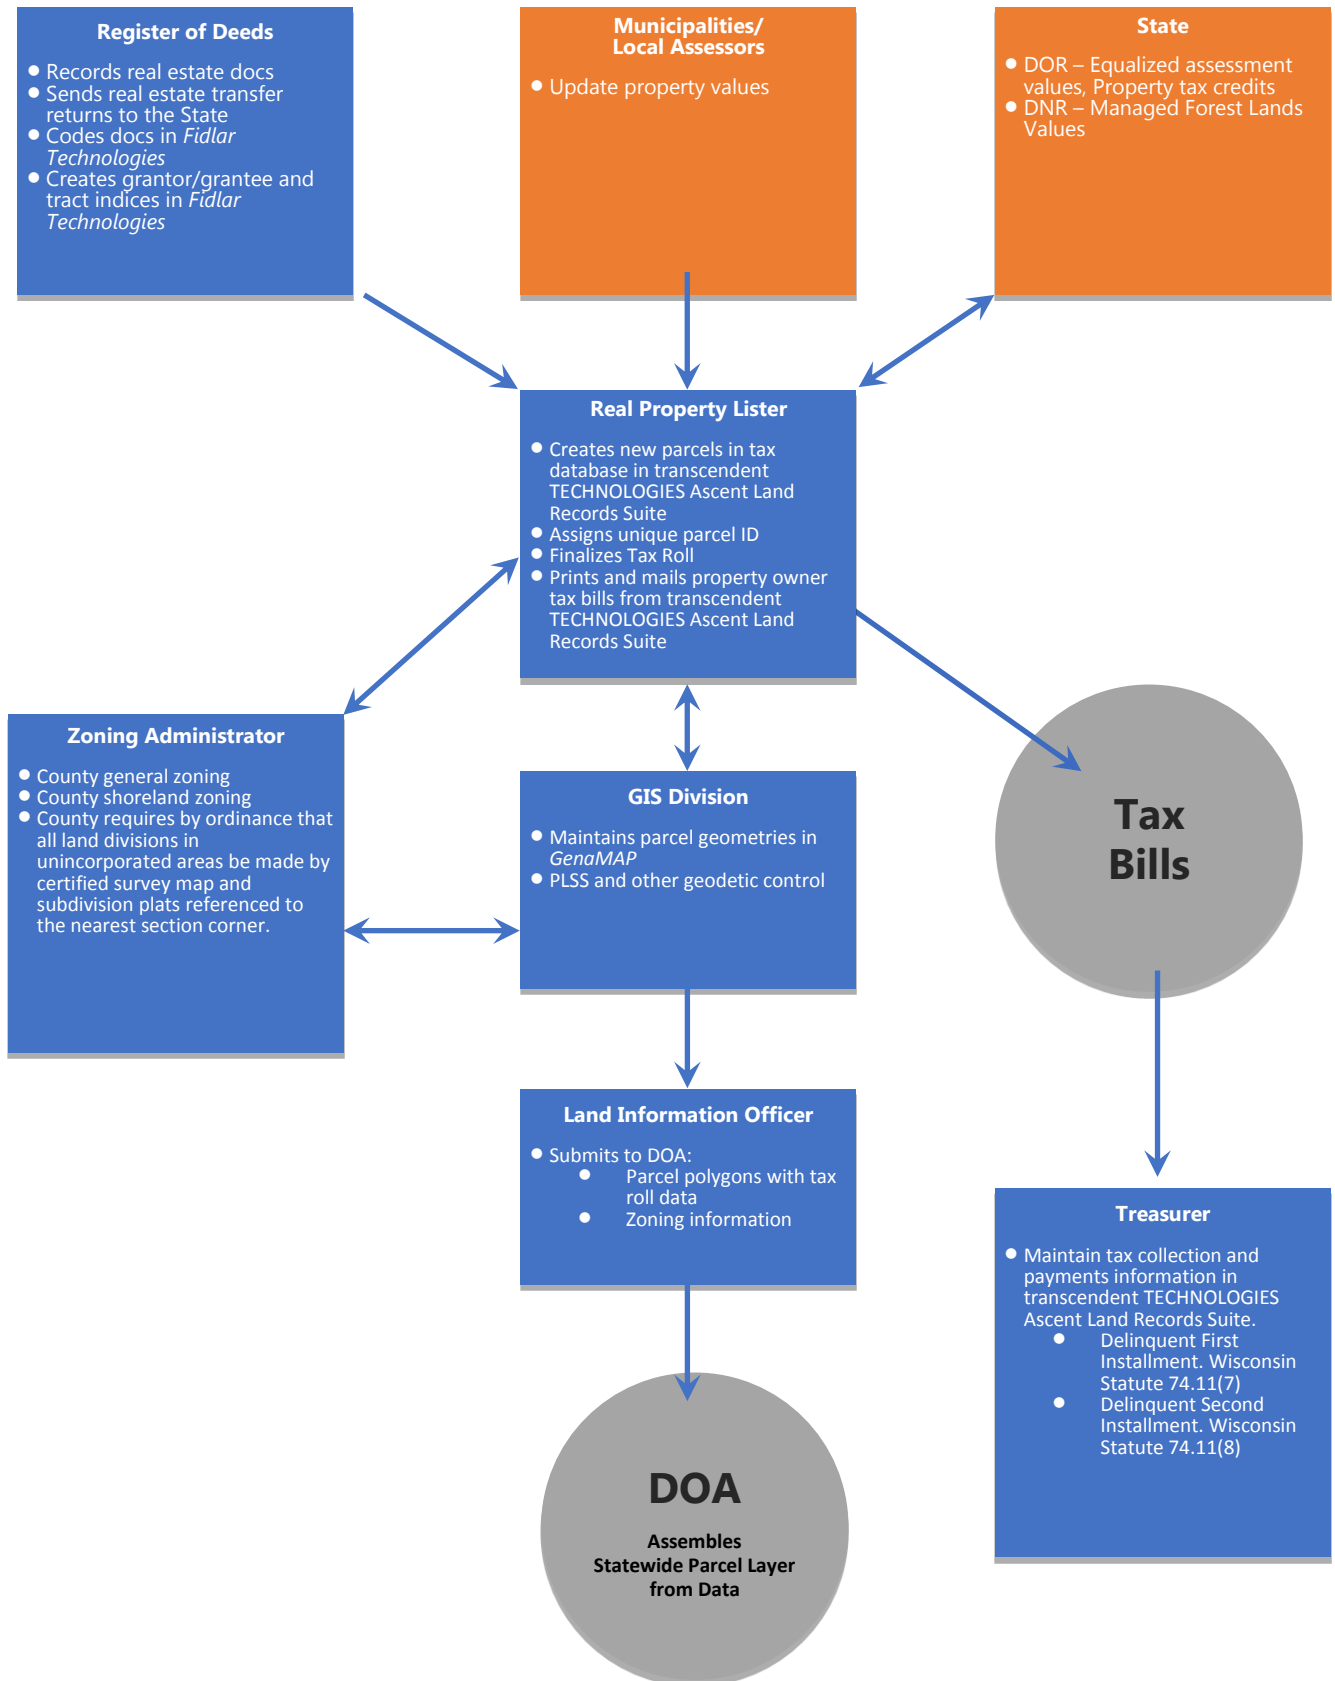 Register of Deeds
● Records real estate docs
● Sends real estate transfer
returns to the State
● Codes docs in Fidlar
Technologies
● Creates grantor/grantee and
tract indices in Fidlar
Technologies
Municipalities/
Local Assessors
● Update property values
State
● DOR – Equalized assessment
values, Property tax credits
● DNR – Managed Forest Lands
Values
Real Property Lister
● Creates new parcels in tax
database in transcendent
TECHNOLOGIES Ascent Land
Records Suite
● Assigns unique parcel ID
● Finalizes Tax Roll
● Prints and mails property owner
tax bills from transcendent
TECHNOLOGIES Ascent Land
Records Suite
Zoning Administrator
● County general zoning
● County shoreland zoning
● County requires by ordinance that
all land divisions in
unincorporated areas be made by
certified survey map and
subdivision plats referenced to
the nearest section corner.
GIS Division
● Maintains parcel geometries in
GenaMAP
● PLSS and other geodetic control
Tax
Bills
Land Information Officer
● Submits to DOA:
● Parcel polygons with tax
roll data
● Zoning information
Treasurer
● Maintain tax collection and
payments information in
transcendent TECHNOLOGIES
Ascent Land Records Suite.
● Delinquent First
Installment. Wisconsin
Statute 74.11(7)
● Delinquent Second
Installment. Wisconsin
Statute 74.11(8)
DOA
Assembles
Statewide Parcel Layer
from Data